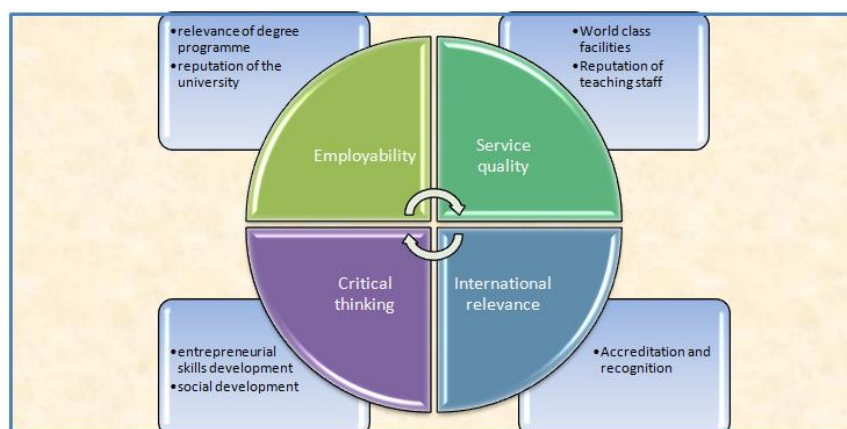 •relevance of degree
programme
•reputation of the
university
•World class
facilities
•Reputation of
teaching staff
Employability
Service
quality
Critical
thinking
International
relevance
•entrepreneurial
skills development
•social development
•Accreditation and
recognition